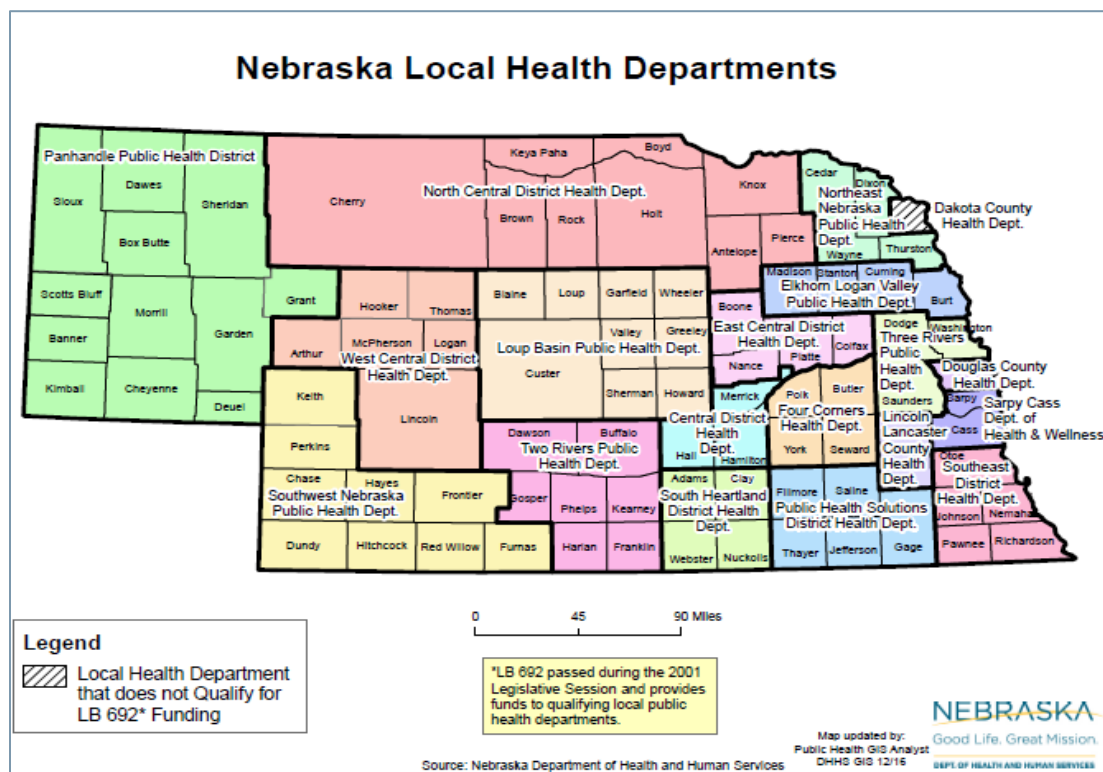 Nebraska Local Health Departments
Panhandle Public Health District
Sioux
Dawes
Sheridan
Box Butte
Scotts Bluff
Banner
Kimball
Morrill
Cheyenne
Garden
Deuel
Grant
North Central District Health Dept.
Cherry
Keya Paha
Boyd
Brown
Rock
Holt
Knox
Antelope
Pierce
Cedar
Dixon
Northeast
Nebraska
Public Health
Dept.
Wayne
Thurston
Dakota County
Health Dept.
Madison
Stanton
Cuming
Elkhorn Logan Valley
Public Health Dept.
Burt
Hooker
Thomas
Arthur
McPherson
Logan
West Central District
Health Dept.
Lincoln
Blaine
Loup
Garfield
Wheeler
Valley
Greeley
Loup Basin Public Health Dept.
Custer
Sherman
Howard
Boone
East Central District
Health Dept.
Colfax
Platte
Nance
Dodge
Washington
Three Rivers
Public
Health
Dept.
Saunders
Douglas County
Health Dept.
Sarpy
Cass
Sarpy Cass
Dept. of
Health & Wellness
Lincoln
Lancaster
County
Health
Dept.
Merrick
Central District
Health
Dept.
Hall
Hamilton
Polk
Butler
Four Corners
Health Dept.
York
Seward
Keith
Perkins
Chase
Hayes
Frontier
Southwest Nebraska
Public Health Dept.
Dundy
Hitchcock
Red Willow
Furnas
Dawson
Buffalo
Two Rivers Public
Health Dept.
Gosper
Phelps
Kearney
Harlan
Franklin
Adams
Clay
South Heartland
District Health
Dept.
Webster
Nuckolls
Fillmore
Saline
Public Health Solutions
District Health Dept.
Thayer
Jefferson
Gage
Otoe
Southeast
District
Health Dept.
Johnson
Nemaha
Pawnee
Richardson
0 45 90 Miles
Legend
Local Health Department
that does not Qualify for
LB 692* Funding
*LB 692 passed during the 2001
Legislative Session and provides
funds to qualifying local public
health departments.
Source: Nebraska Department of Health and Human Services
Map updated by:
Public Health GIS Analyst
DHHS GIS 12/16
NEBRASKA
Good Life. Great Mission.
DEPT. OF HEALTH AND HUMAN SERVICES